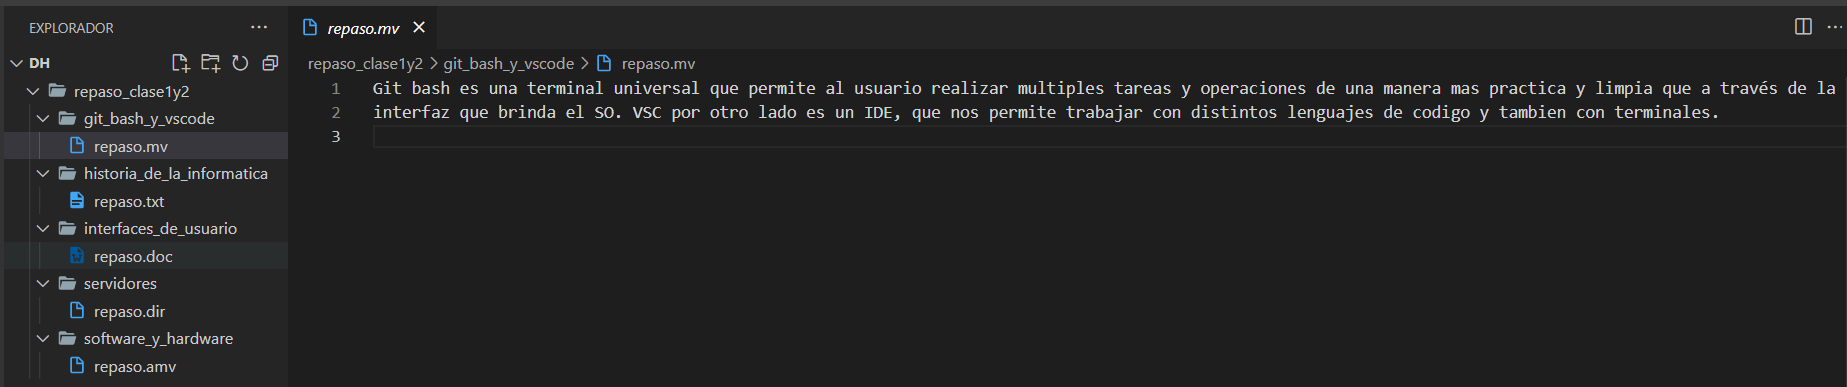 EXPLORADOR
DH
repaso_clase1y2
git_bash_y_vscode
repaso.mv
historia_de_la_informatica
repaso.txt
interfaces_de_usuario
repaso.doc
servidores
repaso.dir
software_y_hardware
repaso.amv
repaso.mv
repaso_clase1y2 > git_bash_y_vscode > repaso.mv
1 Git bash es una terminal universal que permite al usuario realizar multiples tareas y operaciones de una manera mas practica y limpia que a través de la
2 interfaz que brinda el SO. VSC por otro lado es un IDE, que nos permite trabajar con distintos lenguajes de codigo y tambien con terminales.
3